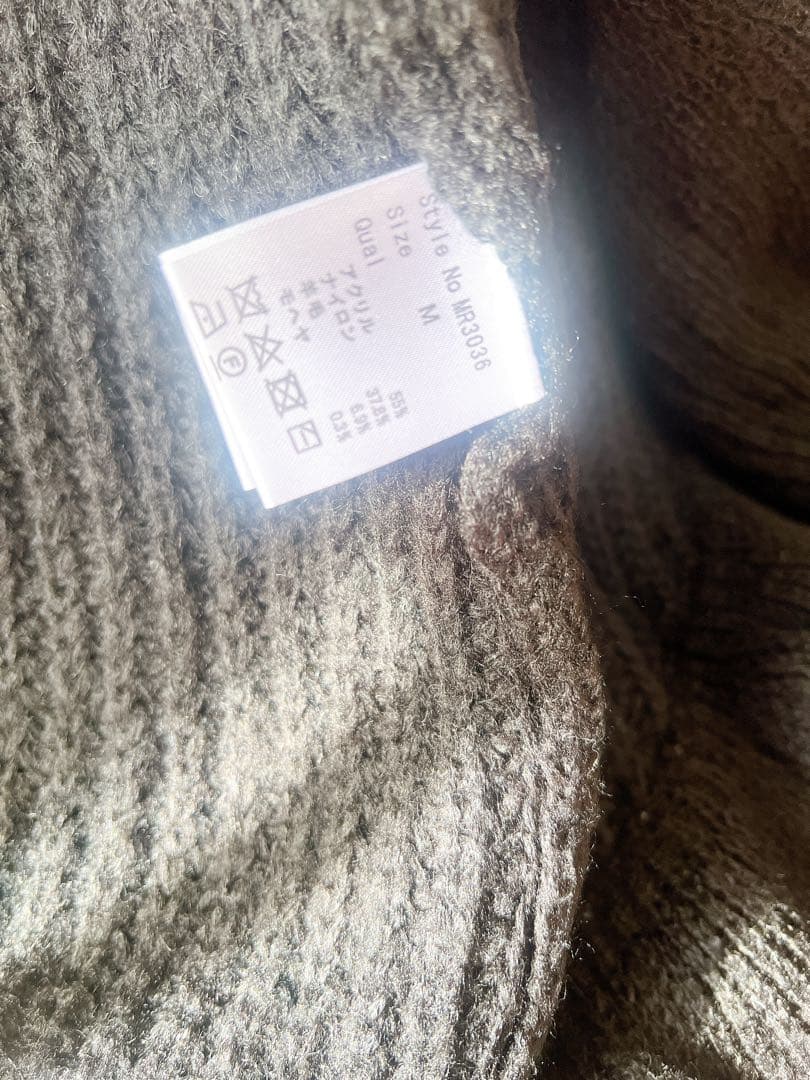 Style No MR3036
Size M
Qual
アクリル 55%
ナイロン 37.8%
羊毛 6.9%
モヘヤ 0.3%
F